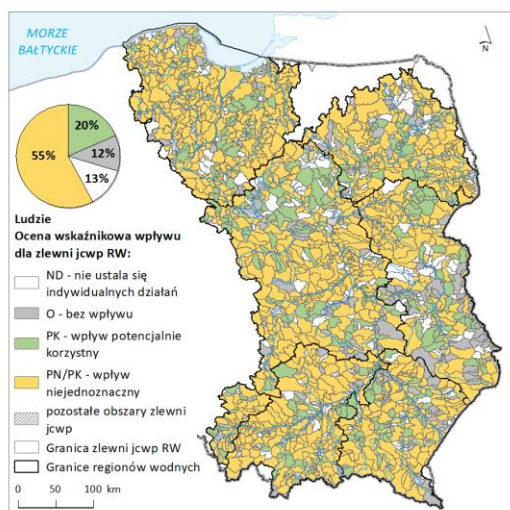 MORZE
BAŁTYCKIE
N
20%
55%
12%
13%
Ludzie
Ocena wskaźnikowa wpływu
dla zlewni jcwp RW:
ND - nie ustala się
indywidualnych działań
O - bez wpływu
PK - wpływ potencjalnie
korzystny
PN/PK - wpływ
niejednoznaczny
pozostałe obszary zlewni
jcwp
Granica zlewni jcwp RW
Granice regionów wodnych
0 50 100 km